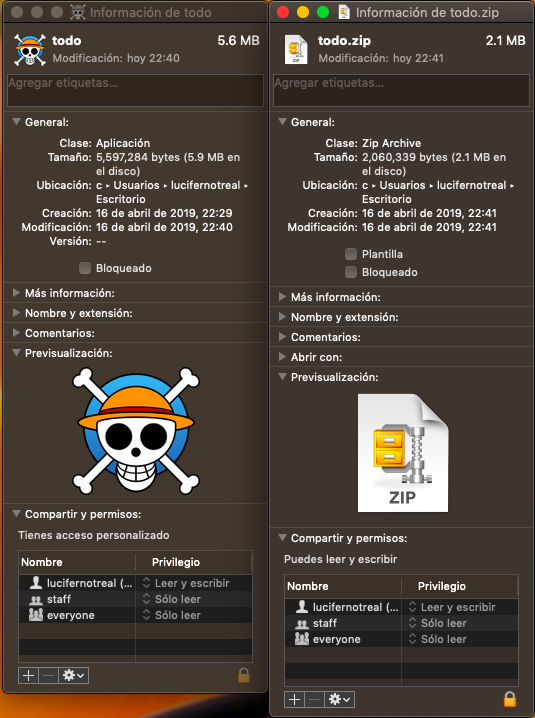 Información de todo
todo
5.6 MB
Modificación: hoy 22:40
Agregar etiquetas...
General:
Clase: Aplicación
Tamaño: 5,597,284 bytes (5.9 MB en
el disco)
Ubicación: c ▸ Usuarios ▸ lucifernotreal ▸
Escritorio
Creación: 16 de abril de 2019, 22:29
Modificación: 16 de abril de 2019, 22:40
Versión: --
Bloqueado
Más información:
Nombre y extensión:
Comentarios:
Previsualización:
Compartir y permisos:
Tienes acceso personalizado
Nombre
Privilegio
lucifernotreal (...
Leer y escribir
staff
Sólo leer
everyone
Sólo leer
Información de todo.zip
todo.zip
2.1 MB
Modificación: hoy 22:41
ZIP
Agregar etiquetas...
General:
Clase: Zip Archive
Tamaño: 2,060,339 bytes (2.1 MB en
el disco)
Ubicación: c ▸ Usuarios ▸ lucifernotreal ▸
Escritorio
Creación: 16 de abril de 2019, 22:41
Modificación: 16 de abril de 2019, 22:41
Plantilla
Bloqueado
Más información:
Nombre y extensión:
Comentarios:
Abrir con:
Previsualización:
ZIP
Compartir y permisos:
Puedes leer y escribir
Nombre
Privilegio
lucifernotreal (...
Leer y escribir
staff
Sólo leer
everyone
Sólo leer